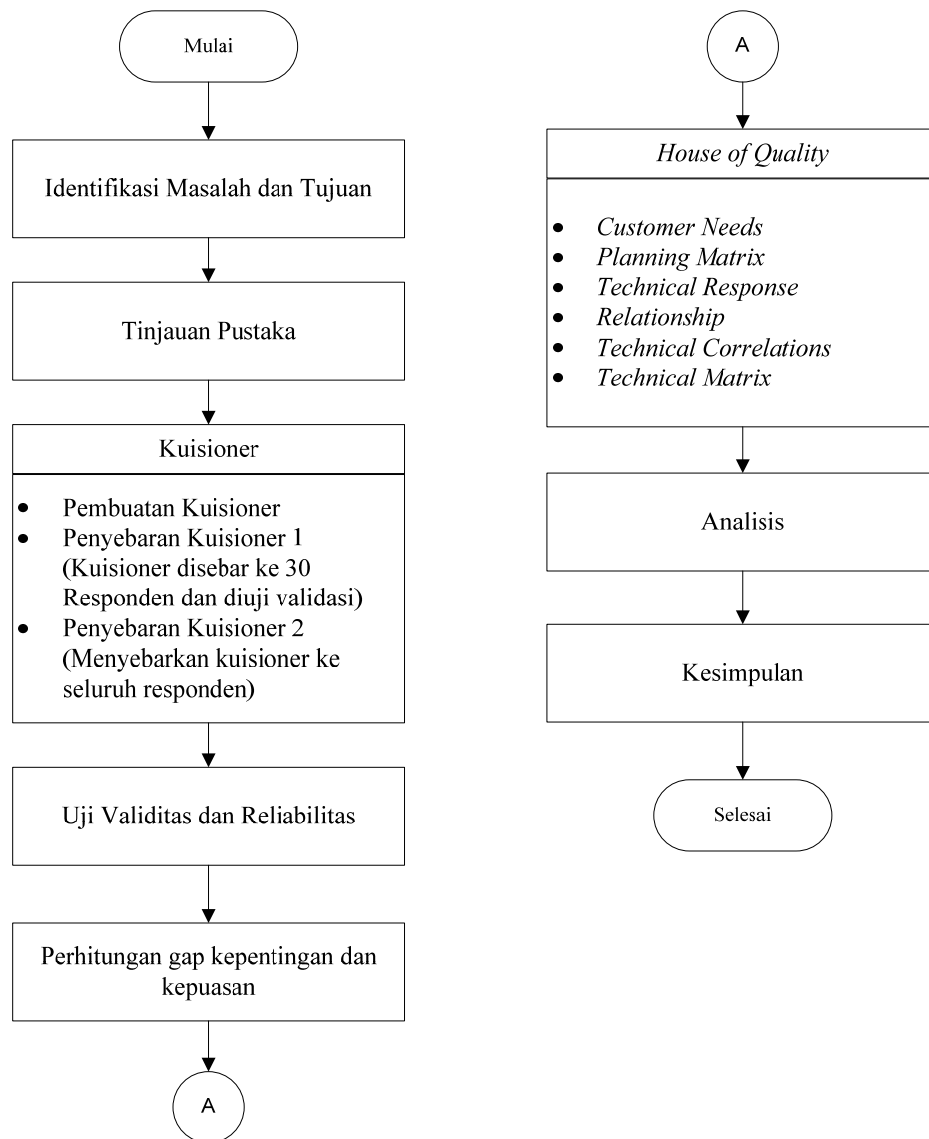 Mulai
Identifikasi Masalah dan Tujuan
Tinjauan Pustaka
Kuisioner
• Pembuatan Kuisioner
• Penyebaran Kuisioner 1
(Kuisioner disebar ke 30
Responden dan diuji validasi)
• Penyebaran Kuisioner 2
(Menyebarkan kuisioner ke
seluruh responden)
Uji Validitas dan Reliabilitas
Perhitungan gap kepentingan dan
kepuasan
A
A
House of Quality
• Customer Needs
• Planning Matrix
• Technical Response
• Relationship
• Technical Correlations
• Technical Matrix
Analisis
Kesimpulan
Selesai